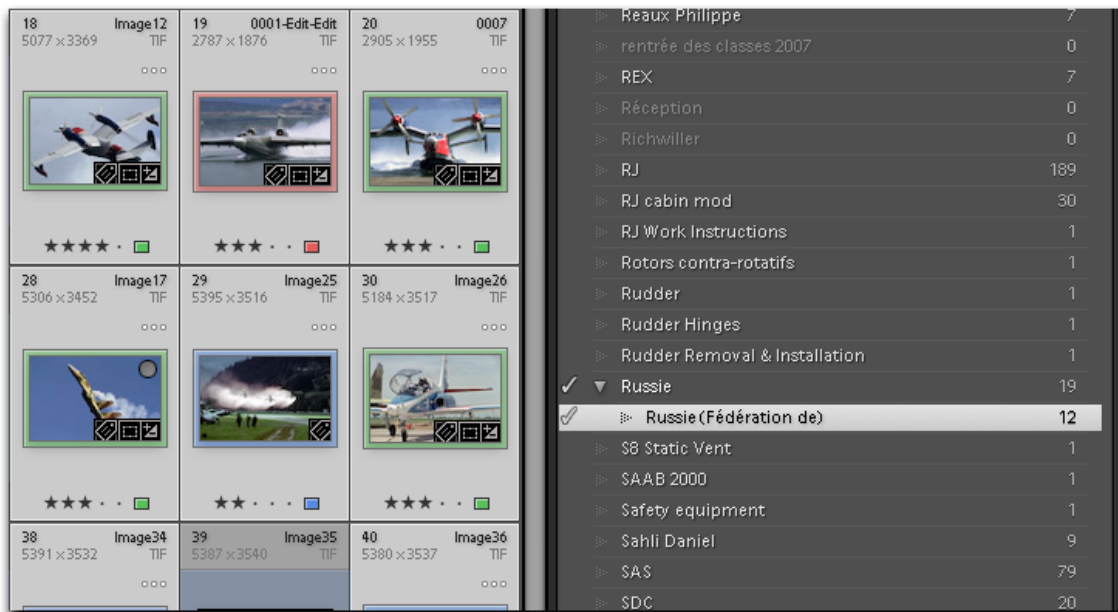 18 Image12
5077 x 3369 TIF
19 0001-Edit-Edit
2787 x 1876 TIF
20 0007
2905 x 1955 TIF
28 Image17
5306 x 3452 TIF
29 Image25
5395 x 3516 TIF
30 Image26
5184 x 3517 TIF
38 Image34
5391 x 3532 TIF
39 Image35
5387 x 3540 TIF
40 Image36
5380 x 3537 TIF
Reaux Philippe 7
rentrée des classes 2007 0
REX 7
Réception 0
Richwiller 0
RJ 189
RJ cabin mod 30
RJ Work Instructions 1
Rotors contra-rotatifs 1
Rudder 1
Rudder Hinges 1
Rudder Removal & Installation 1
Russie 19
Russie(Fédération de) 12
S8 Static Vent 1
SAAB 2000 1
Safety equipment 1
Sahli Daniel 9
SAS 79
SDC 20